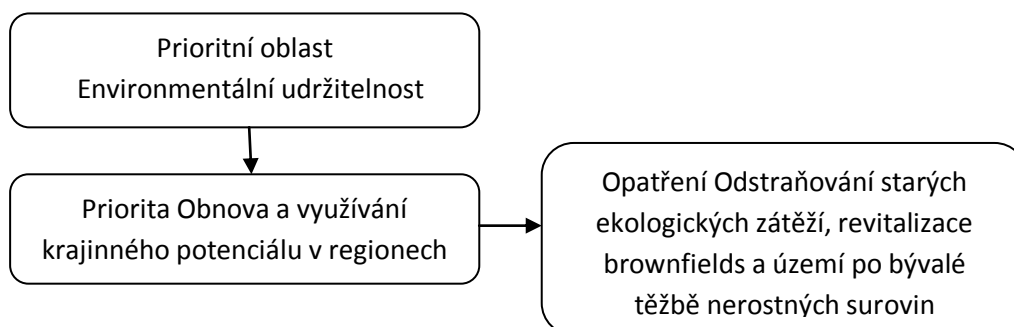 Prioritní oblast
Environmentální udržitelnost
Priorita Obnova a využívání
krajinného potenciálu v regionech
Opatření Odstraňování starých
ekologických zátěží, revitalizace
brownfields a území po bývalé
těžbě nerostných surovin